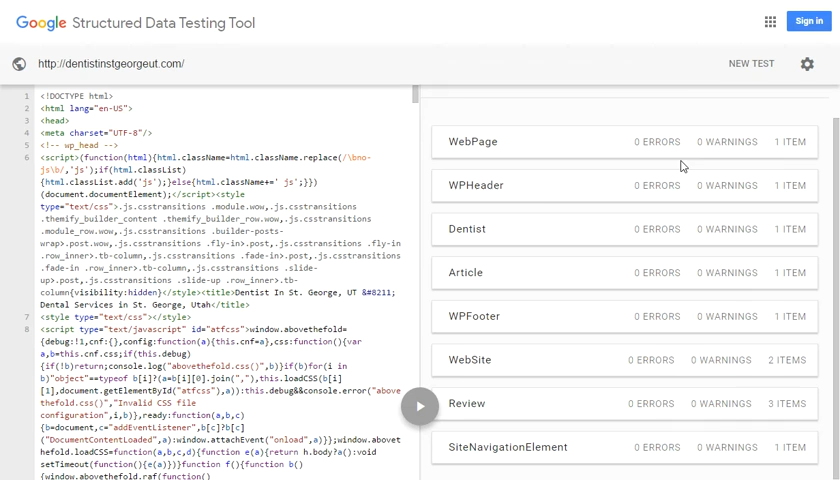 Google Structured Data Testing Tool
Sign in
http://dentistinstgeorgeut.com/
NEW TEST
1 <!DOCTYPE html>
2 <html lang="en-US">
3 <head>
4 <meta charset="UTF-8"/>
5 <!-- wp_head -->
6 <script>(function(html){html.className=html.className.replace(/\bno-
js\b/,'js');if(html.classList)
{html.classList.add('js');}else{html.className+=' js';}})
(document.documentElement);</script><style
type="text/css">.js.csstransitions .module.wow,.js.csstransitions
.themify_builder_content .themify_builder_row.wow,.js.csstransitions
.module_row.wow,.js.csstransitions .builder-posts-
wrap>.post.wow,.js.csstransitions .fly-in>.post,.js.csstransitions .fly-in
.row_inner>.tb-column,.js.csstransitions .fade-in>.post,.js.csstransitions
.fade-in .row_inner>.tb-column,.js.csstransitions .slide-
up>.post,.js.csstransitions .slide-up .row_inner>.tb-
column{visibility:hidden}</style><title>Dentist In St. George, UT &#8211;
Dental Services in St. George, Utah</title>
7 <style type="text/css"></style>
8 <script type="text/javascript" id="atfcss">window.abovethefold=
{debug:!1,cnf:{},config:function(a){this.cnf=a},css:function(){var
a,b=this.cnf.css;if(this.debug)
{if(!b)return;console.log("abovethefold.css()",b)}if(b)for(i in
b)"object"==typeof b[i]?(a=b[i][0].join(","),this.loadCSS(b[i]
[1],document.getElementById("atfcss"),a)):this.debug&&console.error("above
thefold.css()","Invalid CSS file
configuration",i,b)},ready:function(a,b,c)
{b=document,c="addEventListener",b[c]?b[c]
("DOMContentLoaded",a):window.attachEvent("onload",a)}};window.abovet
hefold.loadCSS=function(a,b,c,d){function e(a){return h.body?a():void
setTimeout(function(){e(a)})}function f(){function b()
{window.abovethefold.raf(function()
WebPage 0 ERRORS 0 WARNINGS 1 ITEM
WPHeader 0 ERRORS 0 WARNINGS 1 ITEM
Dentist 0 ERRORS 0 WARNINGS 1 ITEM
Article 0 ERRORS 0 WARNINGS 1 ITEM
WPFooter 0 ERRORS 0 WARNINGS 1 ITEM
WebSite 0 ERRORS 0 WARNINGS 2 ITEMS
Review 0 ERRORS 0 WARNINGS 3 ITEMS
SiteNavigationElement 0 ERRORS 0 WARNINGS 1 ITEM